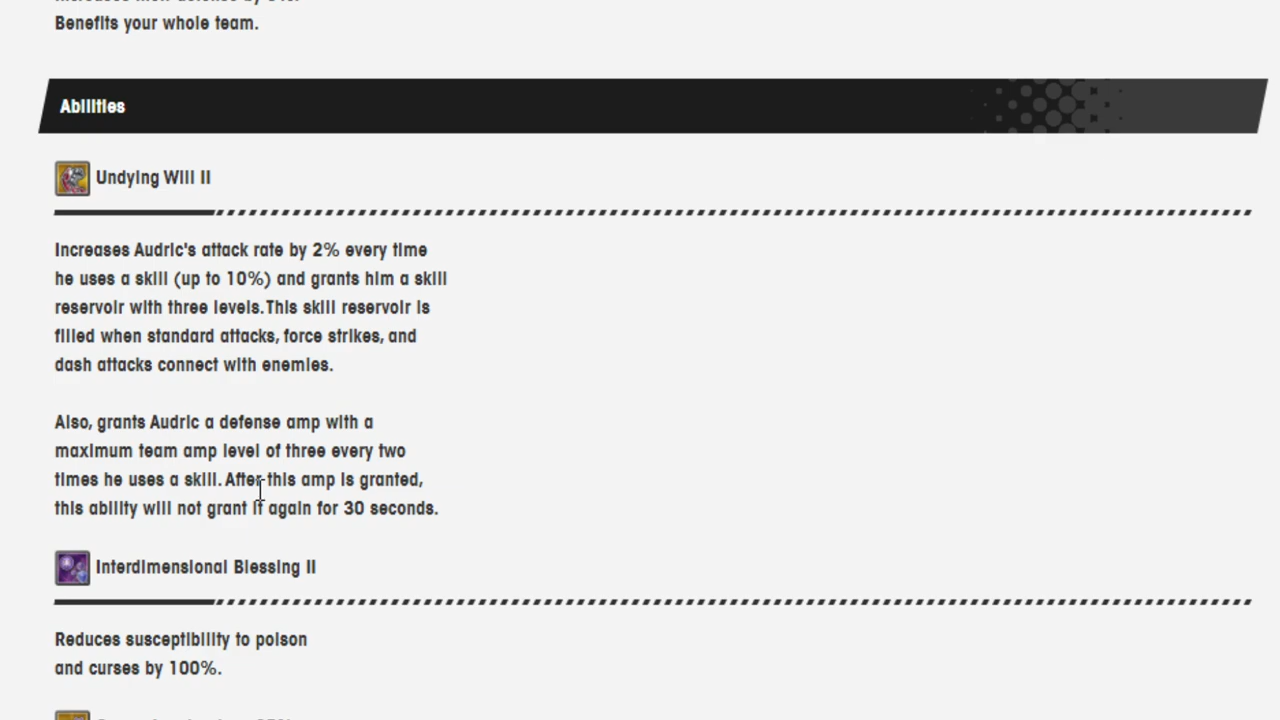 Benefits your whole team.
Abilities
Undying Will II
Increases Audric's attack rate by 2% every time
he uses a skill (up to 10%) and grants him a skill
reservoir with three levels. This skill reservoir is
filled when standard attacks, force strikes, and
dash attacks connect with enemies.
Also, grants Audric a defense amp with a
maximum team amp level of three every two
times he uses a skill. After this amp is granted,
this ability will not grant it again for 30 seconds.
Interdimensional Blessing II
Reduces susceptibility to poison
and curses by 100%.